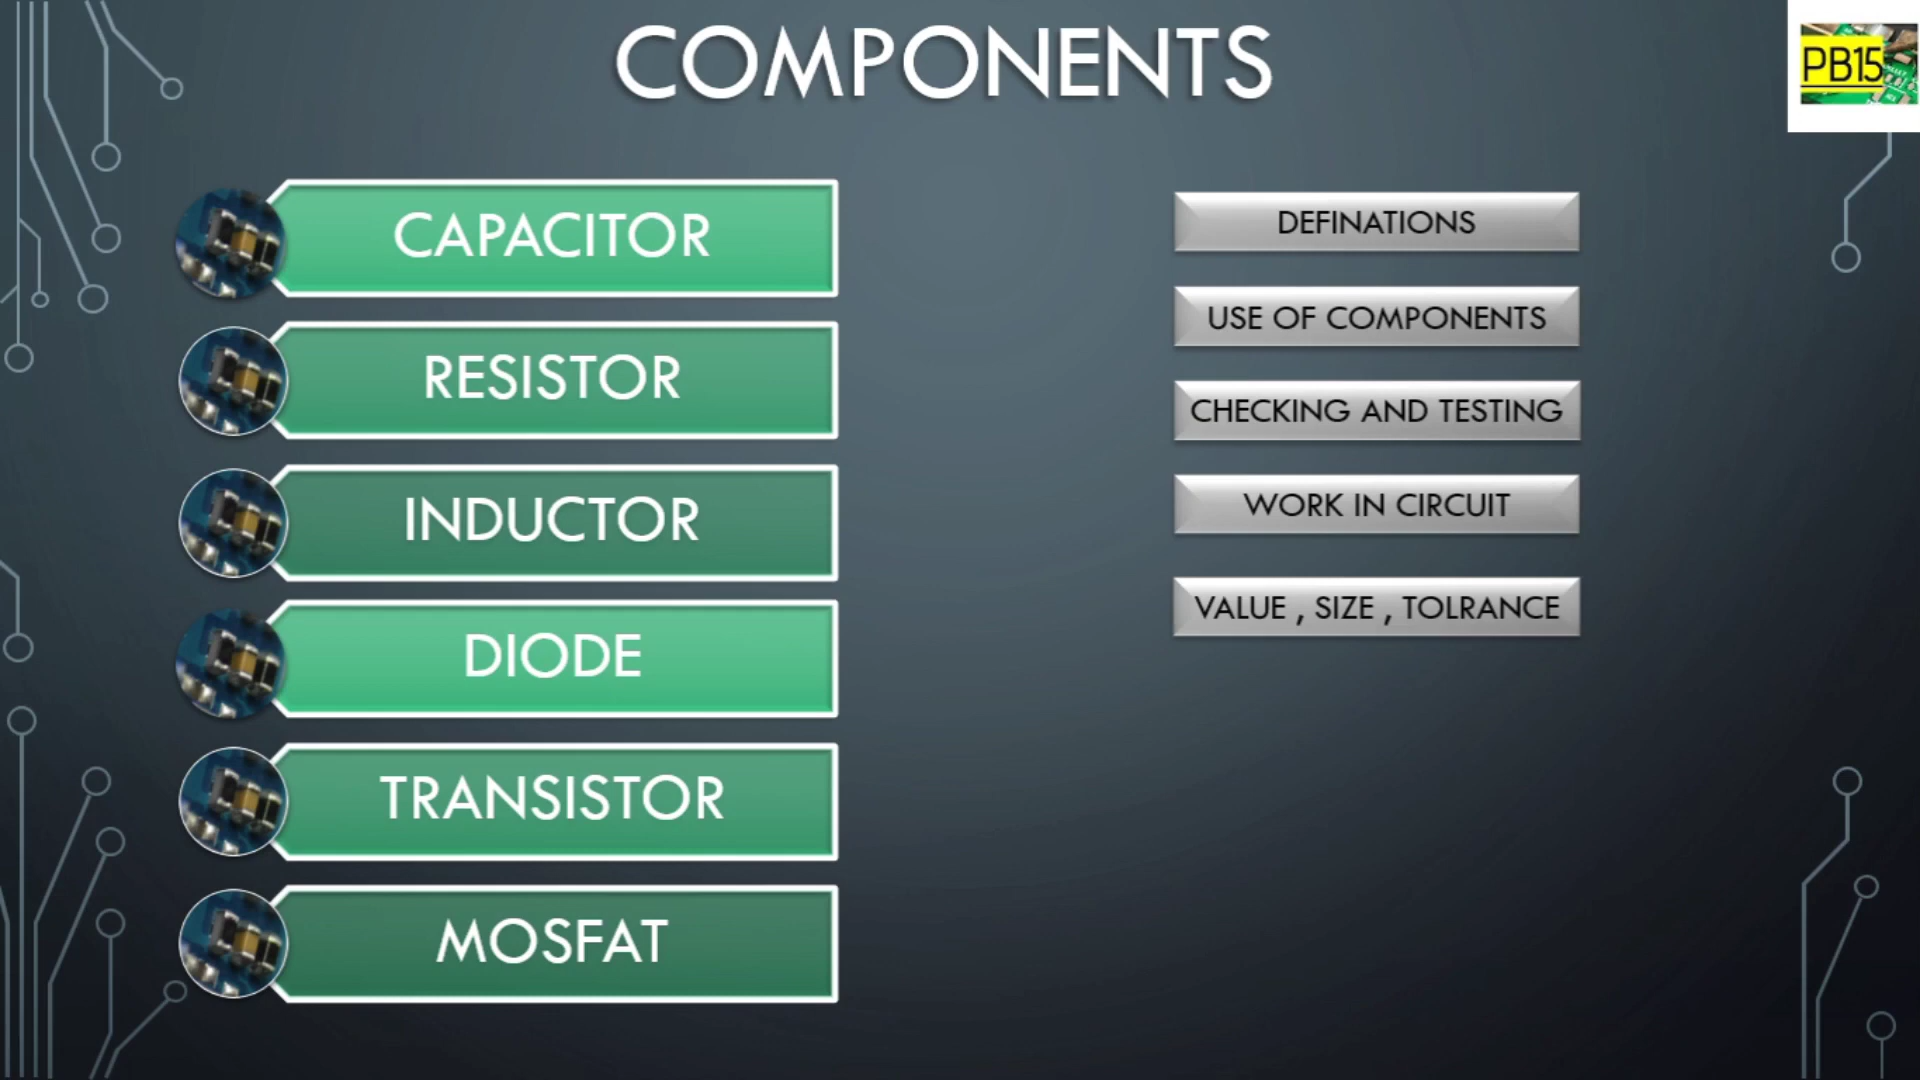 COMPONENTS
PB15
CAPACITOR
RESISTOR
INDUCTOR
DIODE
TRANSISTOR
MOSFAT
DEFINATIONS
USE OF COMPONENTS
CHECKING AND TESTING
WORK IN CIRCUIT
VALUE , SIZE , TOLRANCE